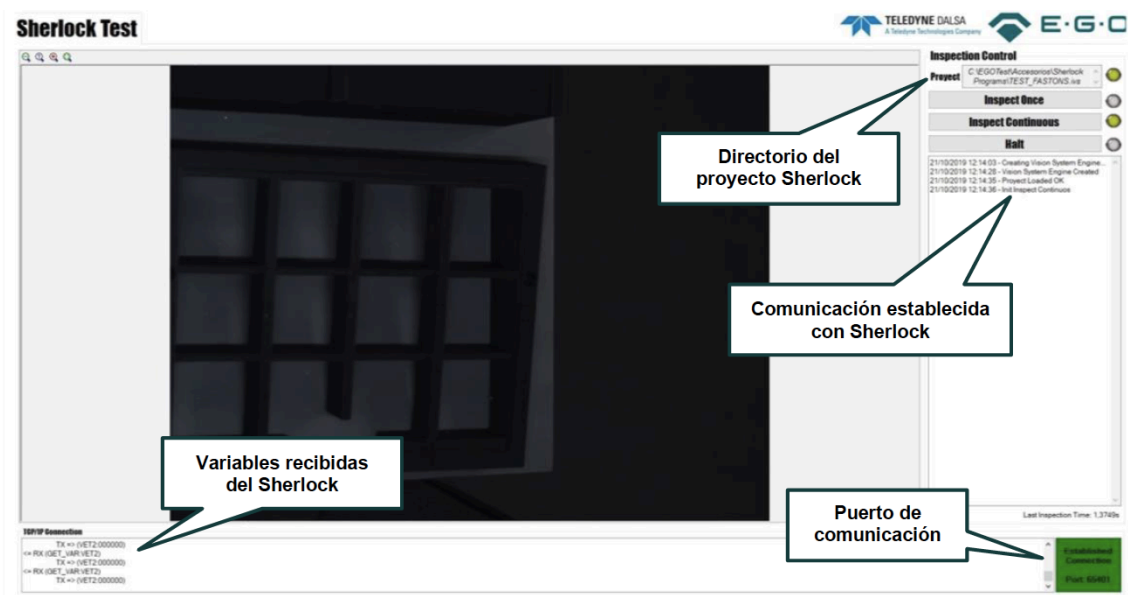 Sherlock Test
TELEDYNE DALSA
A Teledyne Technologies Company
E·G·O
Inspection Control
Proyect
C:\EGOTest\Accesorios\Sherlock
Programs\TEST_FASTONS.ivs
Inspect Once
Inspect Continuous
Halt
21/10/2019 12:14:03 - Creating Vision System Engine...
21/10/2019 12:14:28 - Vision System Engine Created
21/10/2019 12:14:35 - Proyect Loaded OK
21/10/2019 12:14:36 - Init Inspect Continuos
Directorio del
proyecto Sherlock
Comunicación establecida
con Sherlock
Variables recibidas
del Sherlock
Puerto de
comunicación
Last Inspection Time: 1,3749s
TCP/IP Connection
TX => (VET2:000000)
<= RX (GET_VAR:VET2)
TX => (VET2:000000)
<= RX (GET_VAR:VET2)
TX => (VET2:000000)
Established
Connection
Port: 65401